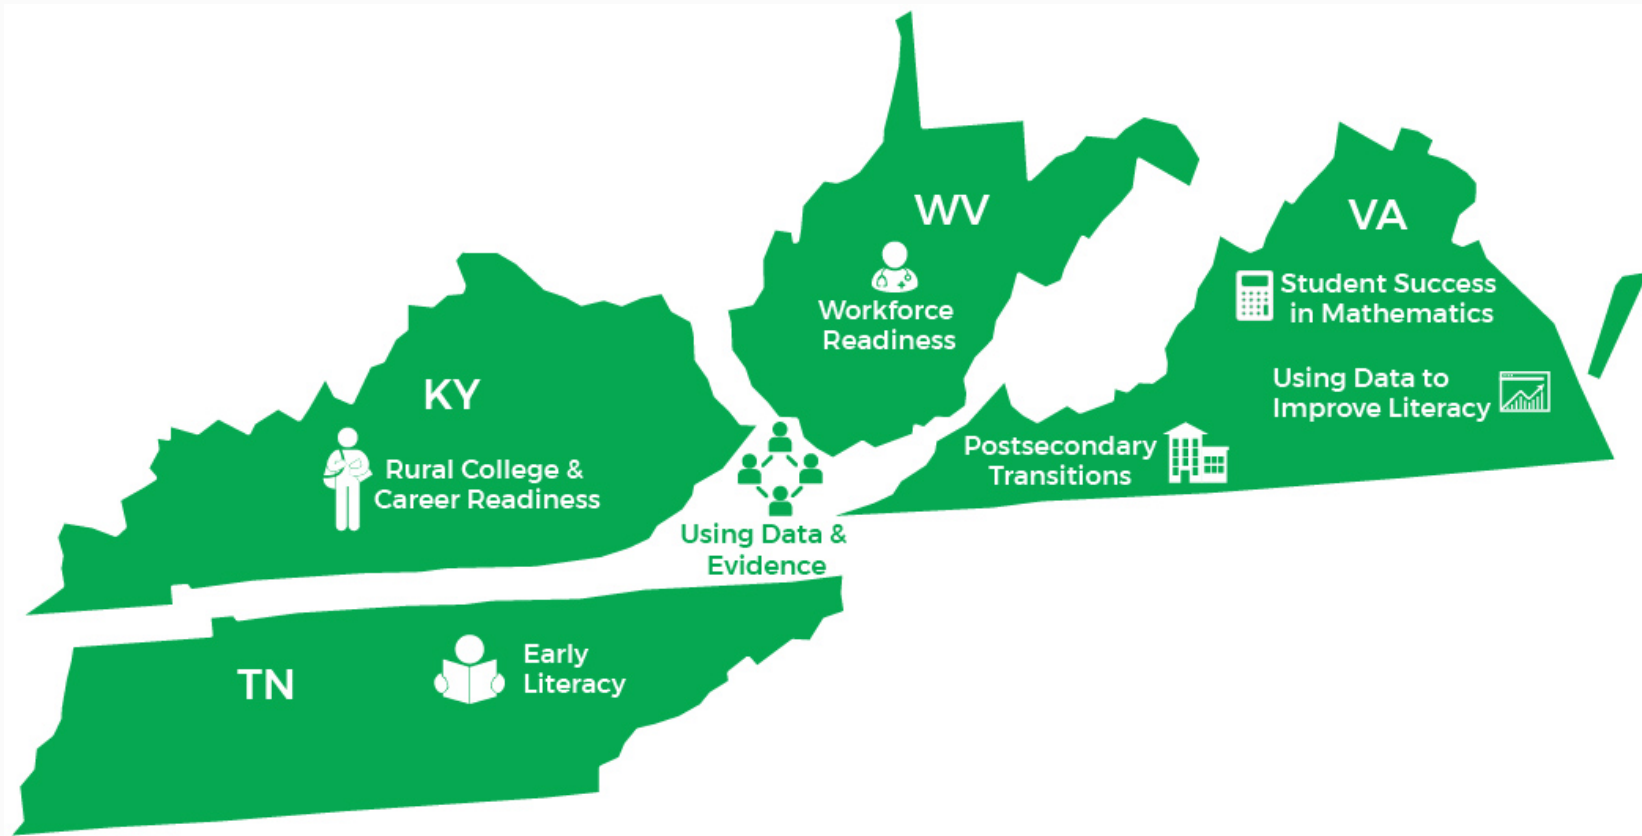 WV
Workforce
Readiness
VA
Student Success
in Mathematics
Using Data to
Improve Literacy
Postsecondary
Transitions
KY
Rural College &
Career Readiness
Using Data &
Evidence
TN
Early
Literacy